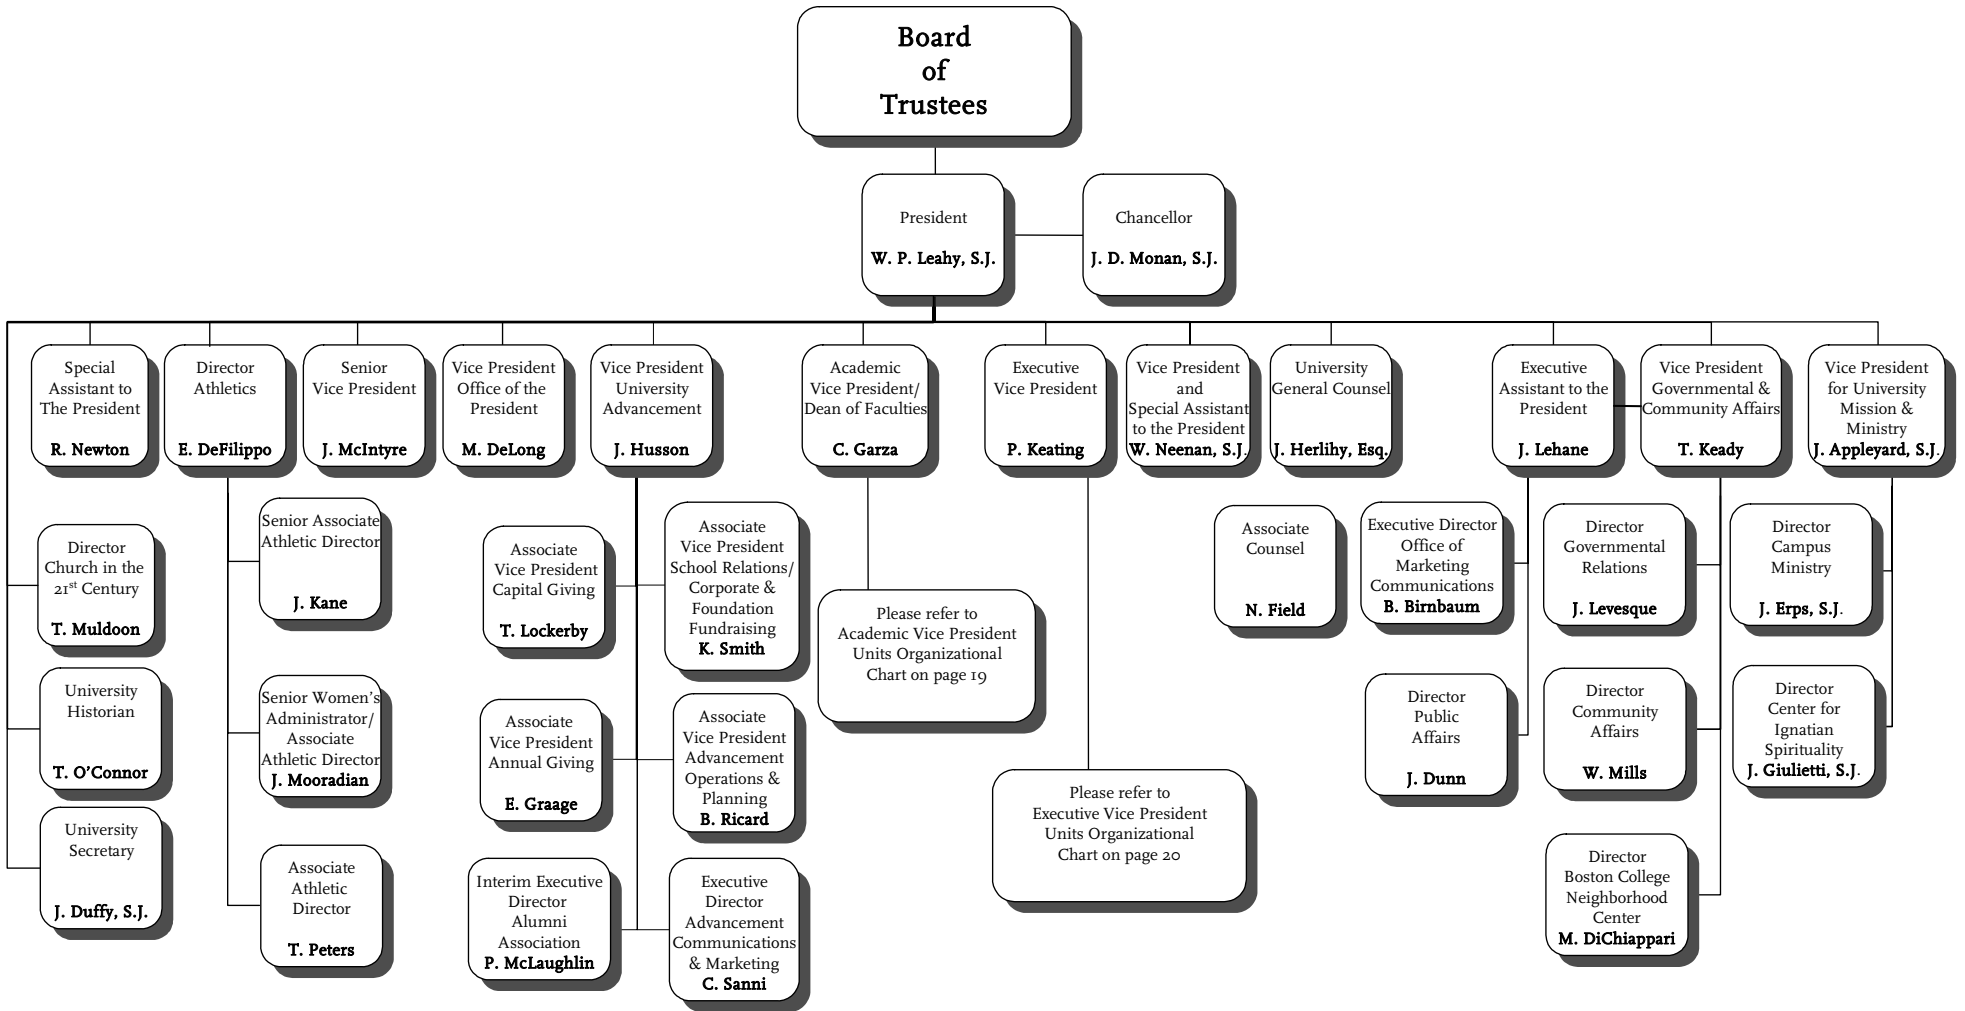 Board
of
Trustees
President
W. P. Leahy, S.J.
Chancellor
J. D. Monan, S.J.
Special
Assistant to
The President
R. Newton
Director
Athletics
E. DeFilippo
Senior
Vice President
J. McIntyre
Vice President
Office of the
President
M. DeLong
Vice President
University
Advancement
J. Husson
Academic
Vice President/
Dean of Faculties
C. Garza
Executive
Vice President
P. Keating
Vice President
and
Special Assistant
to the President
W. Neenan, S.J.
University
General Counsel
J. Herlihy, Esq.
Executive
Assistant to the
President
J. Lehane
Vice President
Governmental &
Community Affairs
T. Keady
Vice President
for University
Mission &
Ministry
J. Appleyard, S.J.
Director
Church in the
21st Century
T. Muldoon
University
Historian
T. O’Connor
University
Secretary
J. Duffy, S.J.
Senior Associate
Athletic Director
J. Kane
Senior Women’s
Administrator/
Associate
Athletic Director
J. Mooradian
Associate
Athletic
Director
T. Peters
Associate
Vice President
Capital Giving
T. Lockerby
Associate
Vice President
School Relations/
Corporate &
Foundation
Fundraising
K. Smith
Associate
Vice President
Annual Giving
E. Graage
Associate
Vice President
Advancement
Operations &
Planning
B. Ricard
Interim Executive
Director
Alumni
Association
P. McLaughlin
Executive
Director
Advancement
Communications
& Marketing
C. Sanni
Please refer to
Academic Vice President
Units Organizational
Chart on page 19
Please refer to
Executive Vice President
Units Organizational
Chart on page 20
Associate
Counsel
N. Field
Executive Director
Office of
Marketing
Communications
B. Birnbaum
Director
Public
Affairs
J. Dunn
Director
Governmental
Relations
J. Levesque
Director
Community
Affairs
W. Mills
Director
Boston College
Neighborhood
Center
M. DiChiappari
Director
Campus
Ministry
J. Erps, S.J.
Director
Center for
Ignatian
Spirituality
J. Giulietti, S.J.